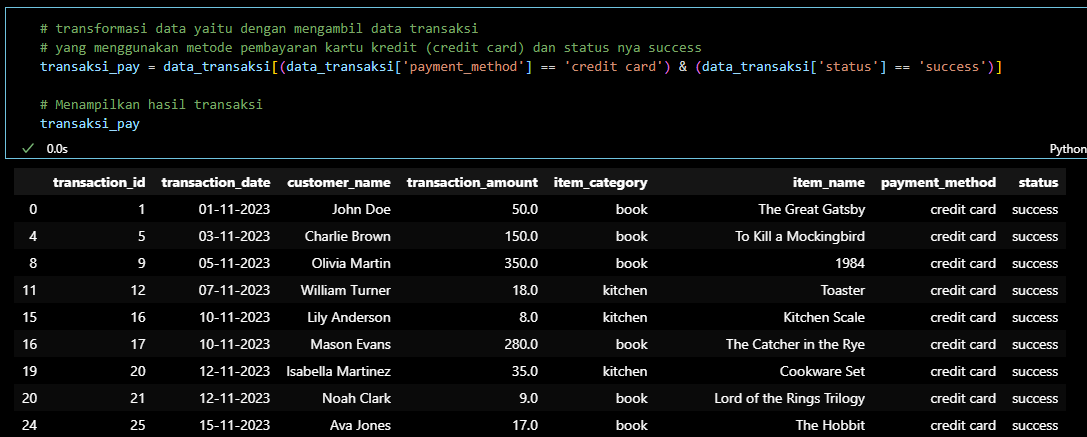 # transformasi data yaitu dengan mengambil data transaksi
# yang menggunakan metode pembayaran kartu kredit (credit card) dan status nya success
transaksi_pay = data_transaksi[(data_transaksi['payment_method'] == 'credit card') & (data_transaksi['status'] == 'success')]
# Menampilkan hasil transaksi
transaksi_pay
0.0s Python
transaction_id transaction_date customer_name transaction_amount item_category item_name payment_method status
0 1 01-11-2023 John Doe 50.0 book The Great Gatsby credit card success
4 5 03-11-2023 Charlie Brown 150.0 book To Kill a Mockingbird credit card success
8 9 05-11-2023 Olivia Martin 350.0 book 1984 credit card success
11 12 07-11-2023 William Turner 18.0 kitchen Toaster credit card success
15 16 10-11-2023 Lily Anderson 8.0 kitchen Kitchen Scale credit card success
16 17 10-11-2023 Mason Evans 280.0 book The Catcher in the Rye credit card success
19 20 12-11-2023 Isabella Martinez 35.0 kitchen Cookware Set credit card success
20 21 12-11-2023 Noah Clark 9.0 book Lord of the Rings Trilogy credit card success
24 25 15-11-2023 Ava Jones 17.0 book The Hobbit credit card success